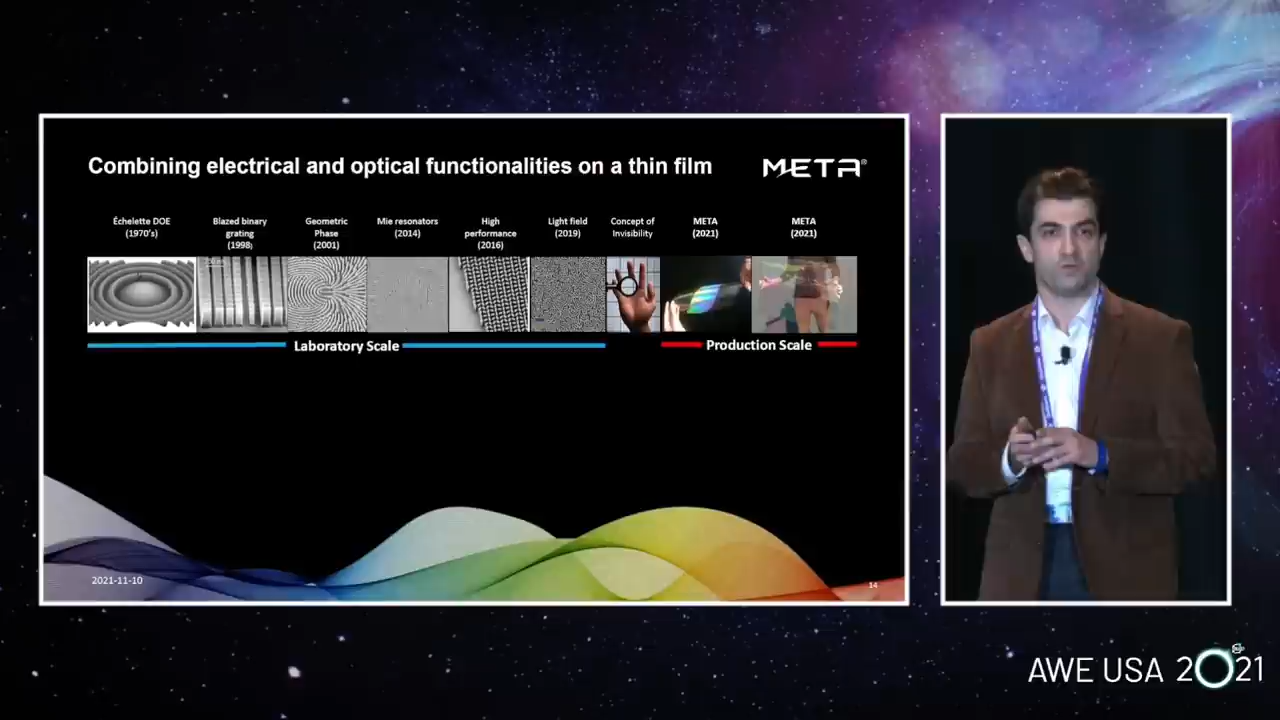 Combining electrical and optical functionalities on a thin film
META®
Échelette DOE
(1970's)
Blazed binary
grating
(1998)
Geometric
Phase
(2001)
Mie resonators
(2014)
High
performance
(2016)
Light field
(2019)
Concept of
Invisibility
META
(2021)
META
(2021)
Laboratory Scale
Production Scale
2021-11-10
14
AWE USA 2021